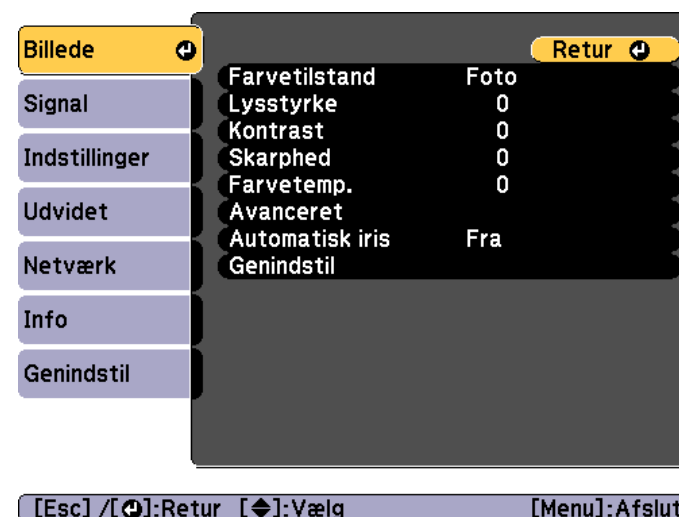 Billede
Signal
Indstillinger
Udvidet
Netværk
Info
Genindstil
Retur
Farvetilstand Foto
Lysstyrke 0
Kontrast 0
Skarphed 0
Farvetemp. 0
Avanceret
Automatisk iris Fra
Genindstil
[Esc] /[⏎]:Retur [◆]:Vælg [Menu]:Afslut